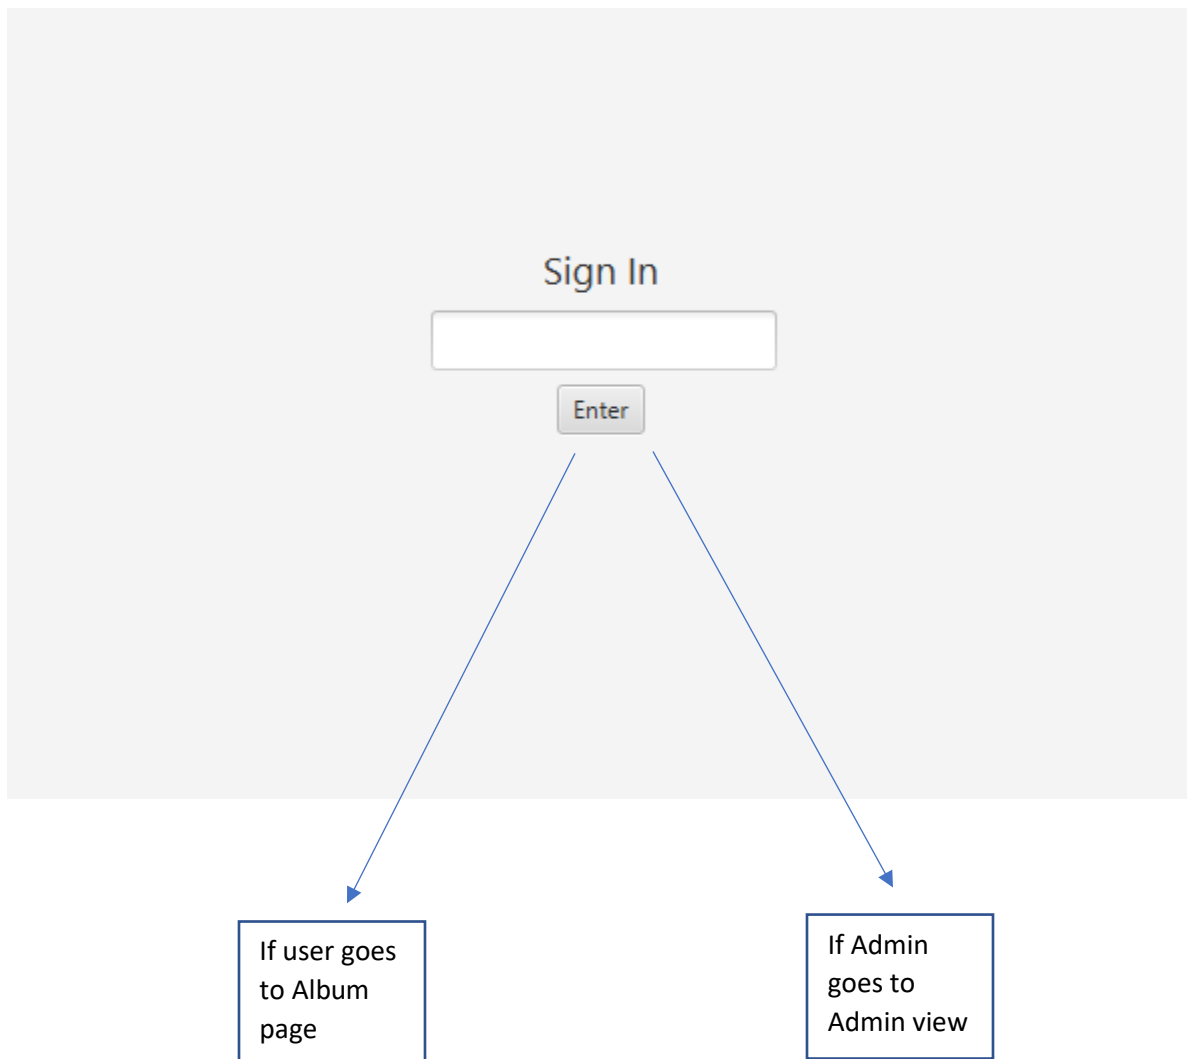 Sign In
Enter
If user goes
to Album
page
If Admin
goes to
Admin view